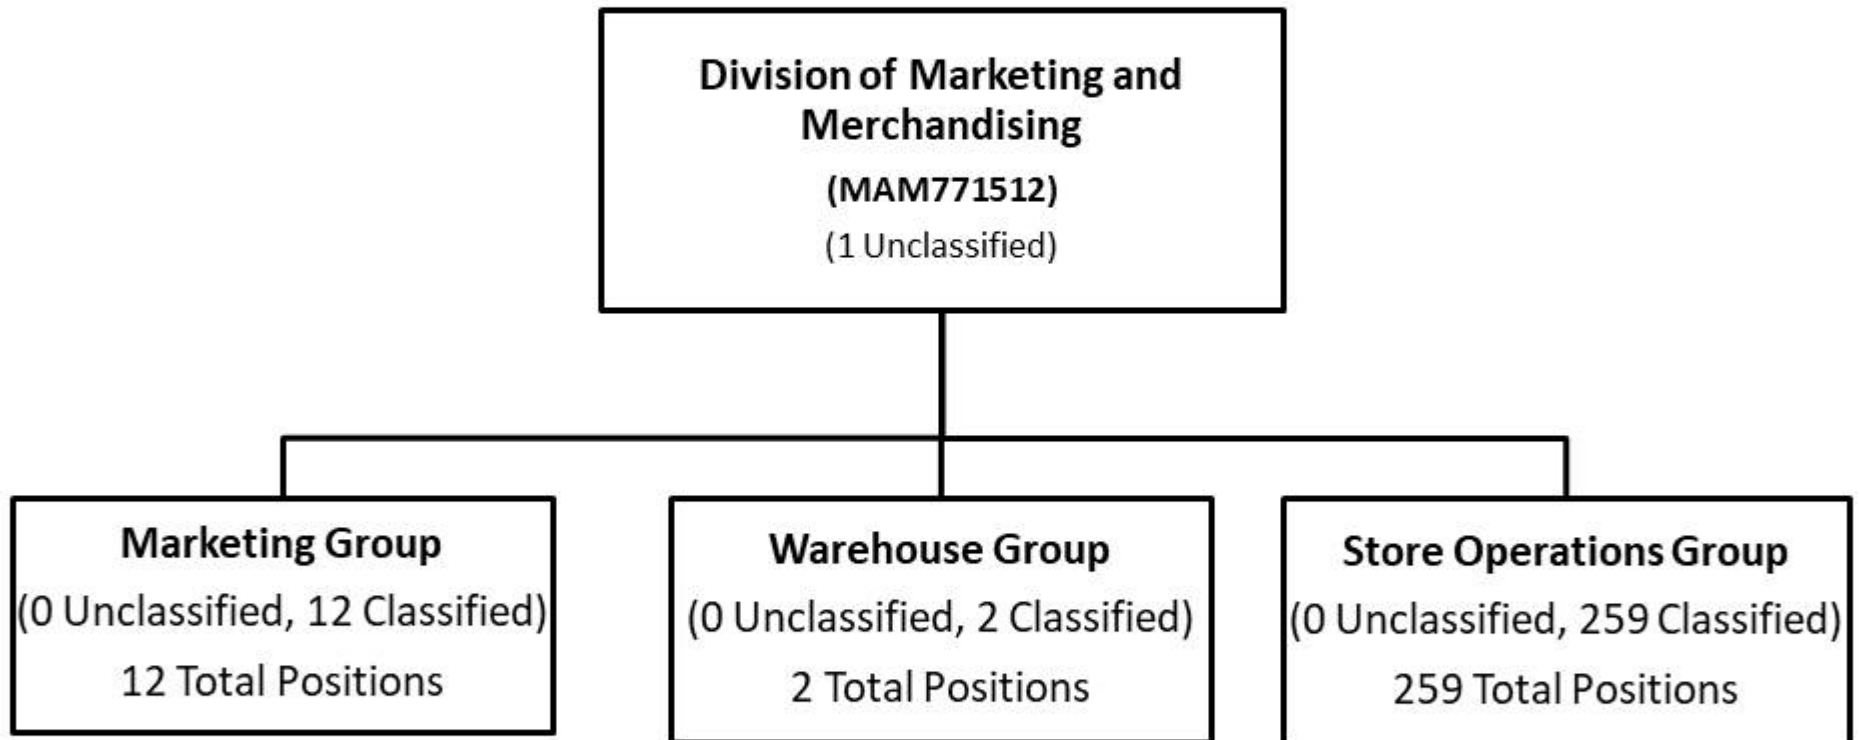 Division of Marketing and
Merchandising
(MAM771512)
(1 Unclassified)
Marketing Group
(0 Unclassified, 12 Classified)
12 Total Positions
Warehouse Group
(0 Unclassified, 2 Classified)
2 Total Positions
Store Operations Group
(0 Unclassified, 259 Classified)
259 Total Positions